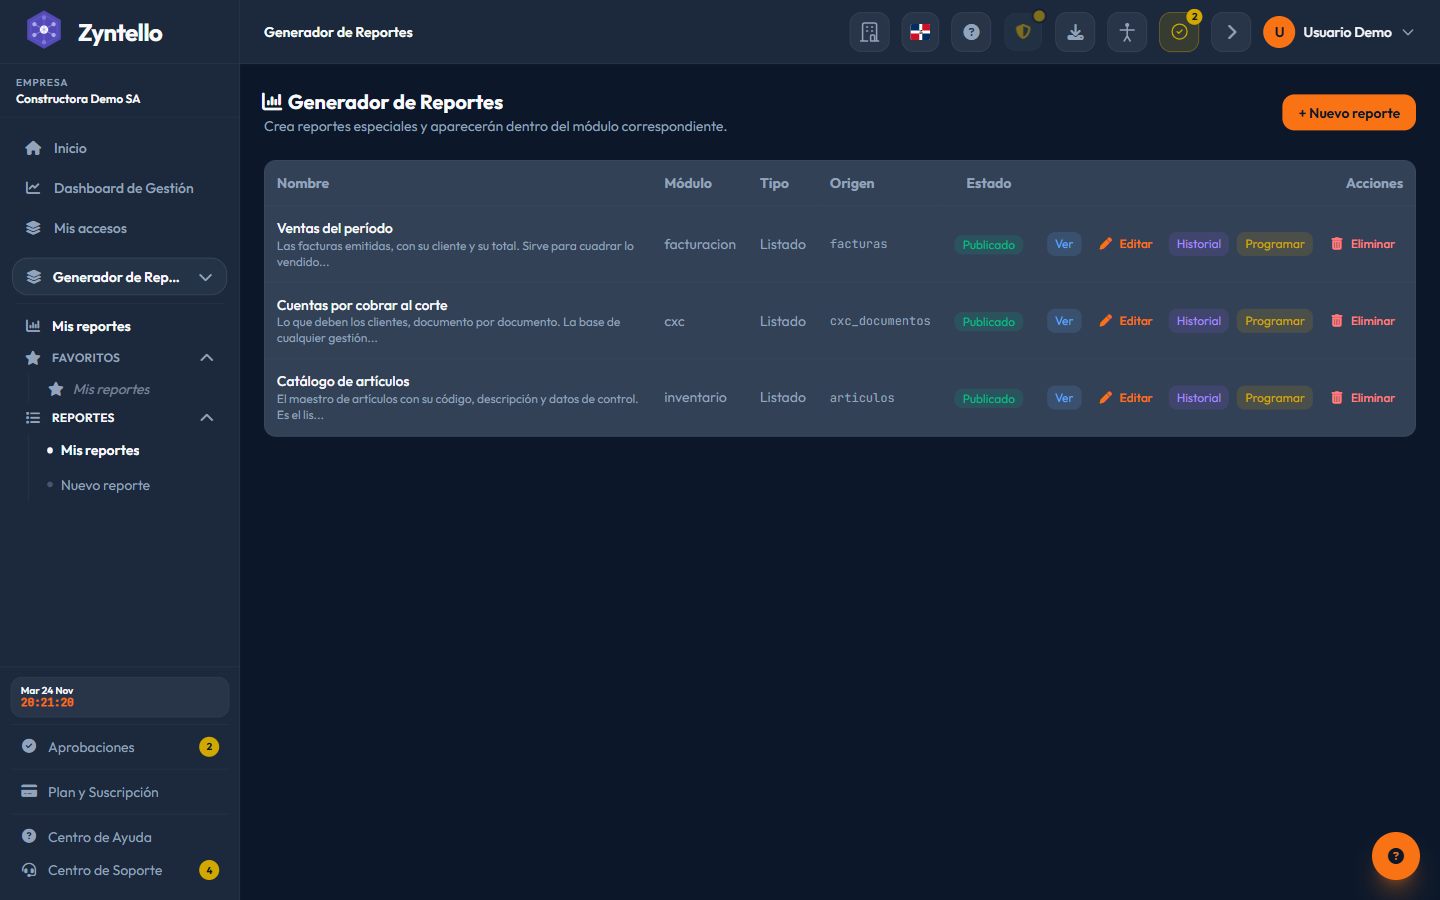 Zyntello
Generador de Reportes
2
U
Usuario Demo
EMPRESA
Constructora Demo SA
Inicio
Dashboard de Gestión
Mis accesos
Generador de Rep...
Mis reportes
FAVORITOS
Mis reportes
REPORTES
Mis reportes
Nuevo reporte
Mar 24 Nov
20:21:20
Aprobaciones 2
Plan y Suscripción
Centro de Ayuda
Centro de Soporte 4
Generador de Reportes
Crea reportes especiales y aparecerán dentro del módulo correspondiente.
+ Nuevo reporte
Nombre Módulo Tipo Origen Estado Acciones
Ventas del período
Las facturas emitidas, con su cliente y su total. Sirve para cuadrar lo
vendido...
facturacion Listado facturas Publicado Ver Editar Historial Programar Eliminar
Cuentas por cobrar al corte
Lo que deben los clientes, documento por documento. La base de
cualquier gestión...
cxc Listado cxc_documentos Publicado Ver Editar Historial Programar Eliminar
Catálogo de artículos
El maestro de artículos con su código, descripción y datos de control.
Es el lis...
inventario Listado articulos Publicado Ver Editar Historial Programar Eliminar
?